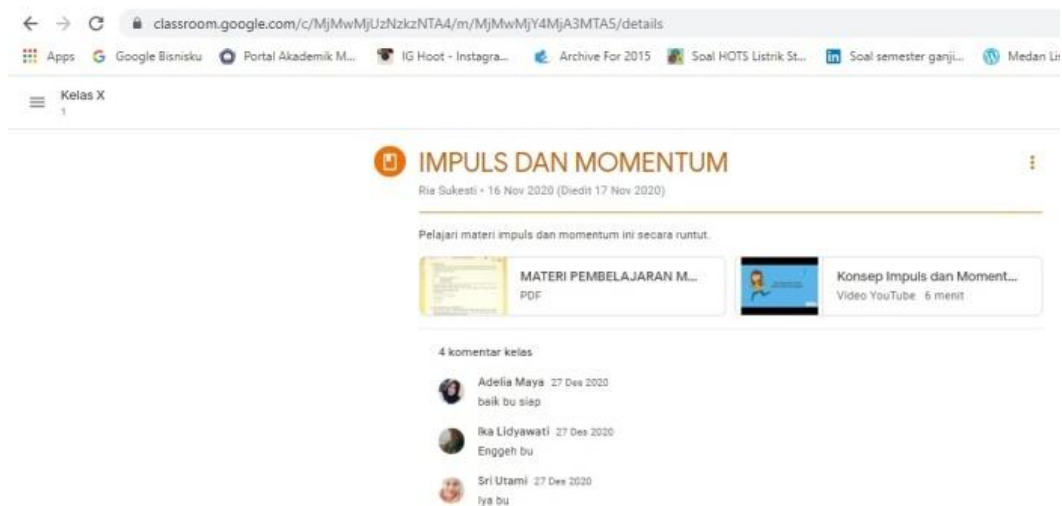 classroom.google.com/c/MjMwMjUzNzkzNTA4/m/MjMwMjY4MjA3MTA5/details
Apps Google Bisnisku Portal Akademik M... IG Hoot - Instagra... Archive For 2015 Soal HOTS Listrik St... Soal semester ganji... Medan Lis
Kelas X
1
IMPULS DAN MOMENTUM
Ria Sukesti • 16 Nov 2020 (Diedit 17 Nov 2020)
Pelajari materi impuls dan momentum ini secara runtut.
MATERI PEMBELAJARAN M...
PDF
Konsep Impuls dan Moment...
Video YouTube 6 menit
4 komentar kelas
Adelia Maya 27 Des 2020
baik bu siap
Ika Lidyawati 27 Des 2020
Enggeh bu
Sri Utami 27 Des 2020
Iya bu